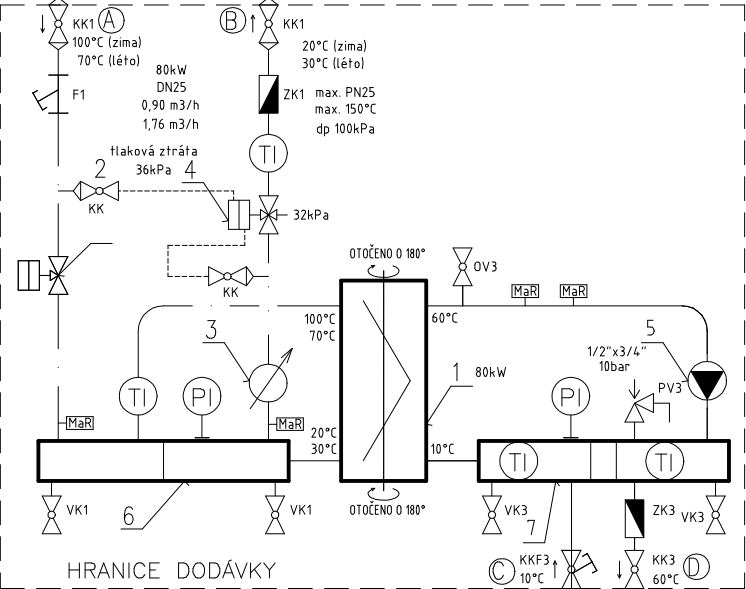 KK1 A
100°C (zima)
70°C (léto)
B KK1
20°C (zima)
30°C (léto)
F1
80kW
DN25
0,90 m3/h
1,76 m3/h
ZK1
max. PN25
max. 150°C
dp 100kPa
TI
tlaková ztráta
36kPa
2
4
KK
32kPa
KK
OTOČENO O 180°
OV3
MaR
MaR
100°C
70°C
60°C
3
5
1/2"x3/4"
10bar
PV3
1
80kW
TI
PI
PI
MaR
MaR
20°C
30°C
10°C
TI
TI
VK1
6
VK1
OTOČENO O 180°
VK3
7
ZK3
VK3
HRANICE DODÁVKY
C
KKF3
10°C
KK3
60°C
D